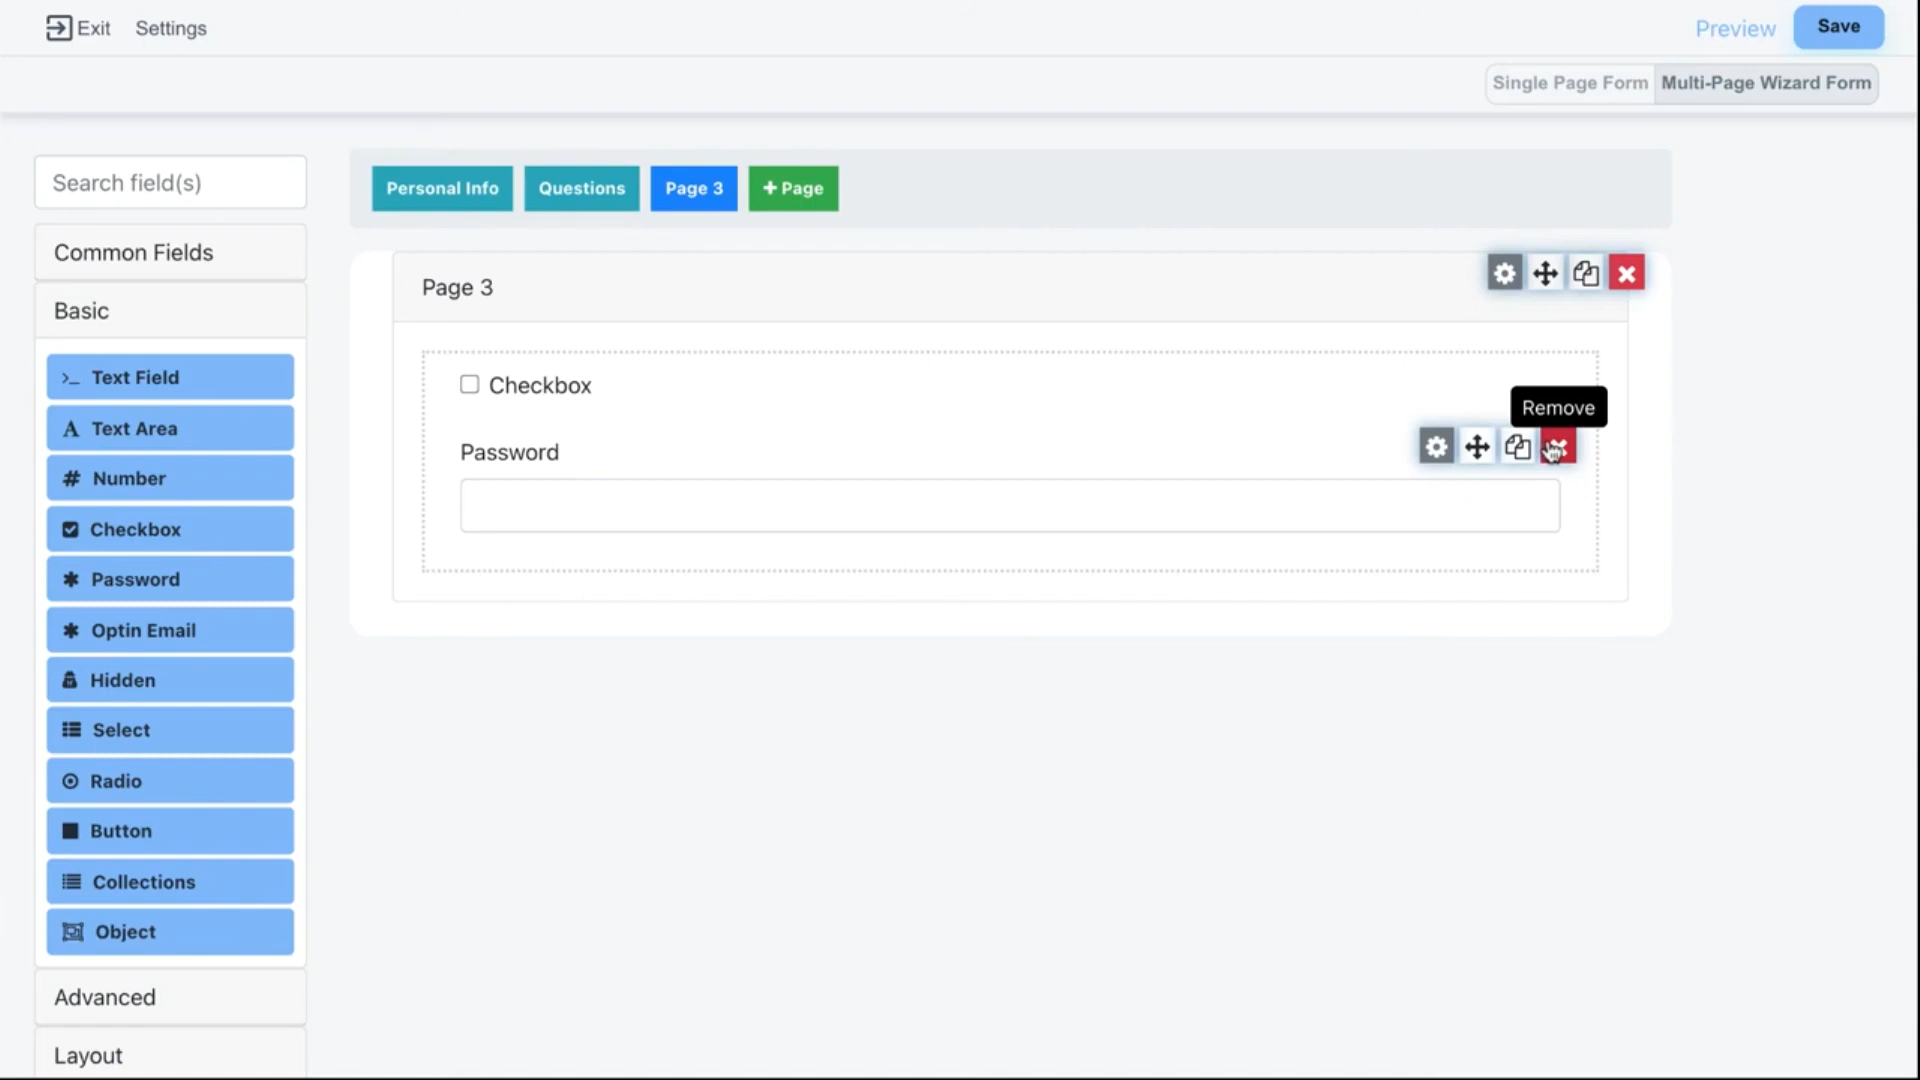 Exit Settings
Preview Save
Single Page Form Multi-Page Wizard Form
Search field(s)
Common Fields
Basic
Text Field
Text Area
Number
Checkbox
Password
Optin Email
Hidden
Select
Radio
Button
Collections
Object
Advanced
Layout
Personal Info Questions Page 3 + Page
Page 3
Checkbox
Remove
Password